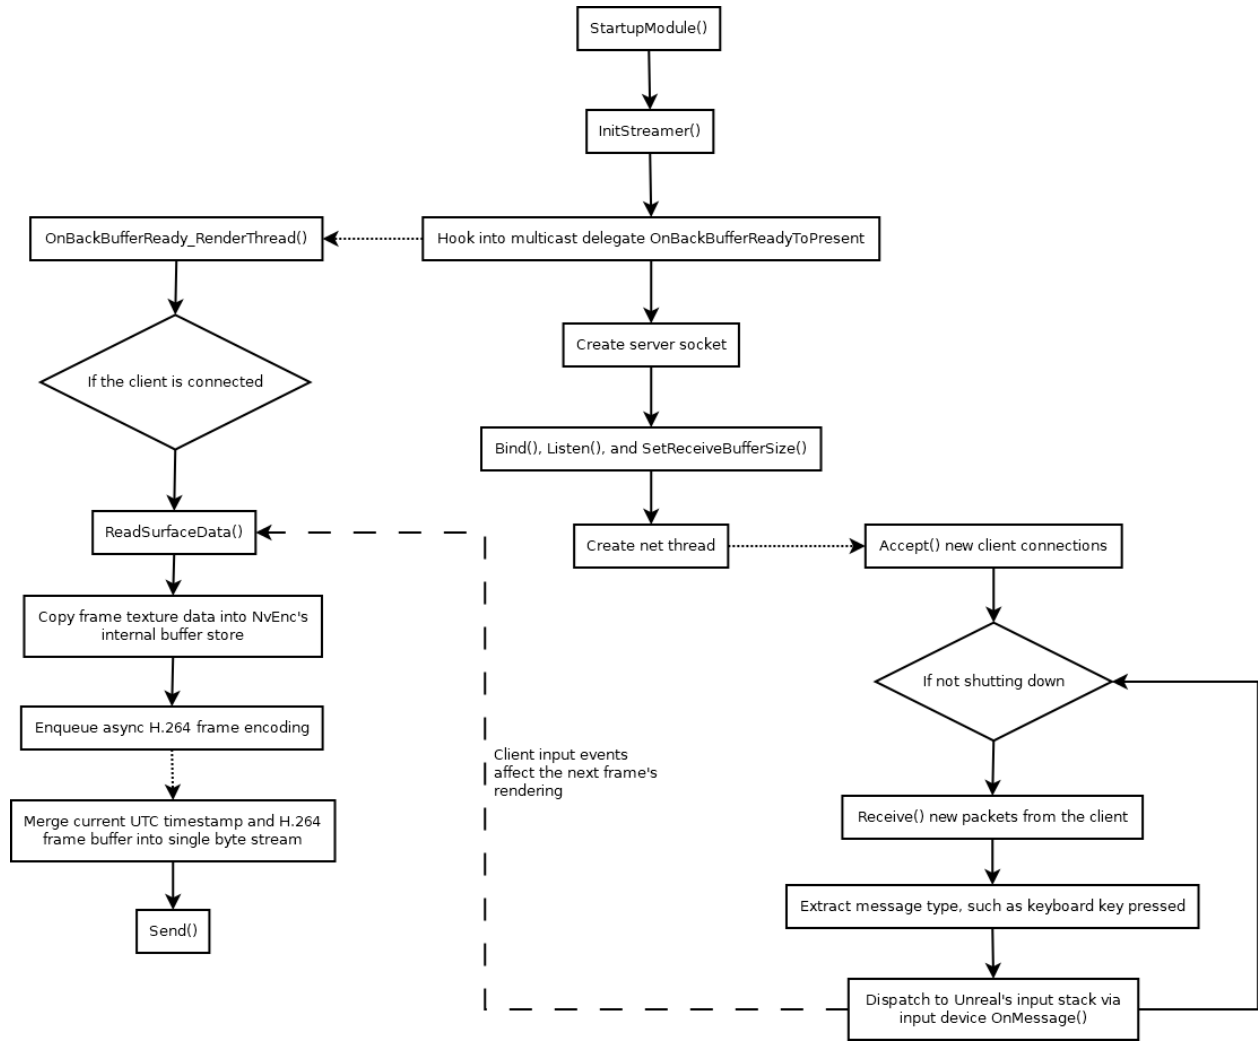 StartupModule()
InitStreamer()
OnBackBufferReady_RenderThread()
Hook into multicast delegate OnBackBufferReadyToPresent
Create server socket
If the client is connected
Bind(), Listen(), and SetReceiveBufferSize()
ReadSurfaceData()
Create net thread
Accept() new client connections
Copy frame texture data into NvEnc's
internal buffer store
If not shutting down
Enqueue async H.264 frame encoding
Client input events
affect the next frame's
rendering
Merge current UTC timestamp and H.264
frame buffer into single byte stream
Receive() new packets from the client
Extract message type, such as keyboard key pressed
Send()
Dispatch to Unreal's input stack via
input device OnMessage()